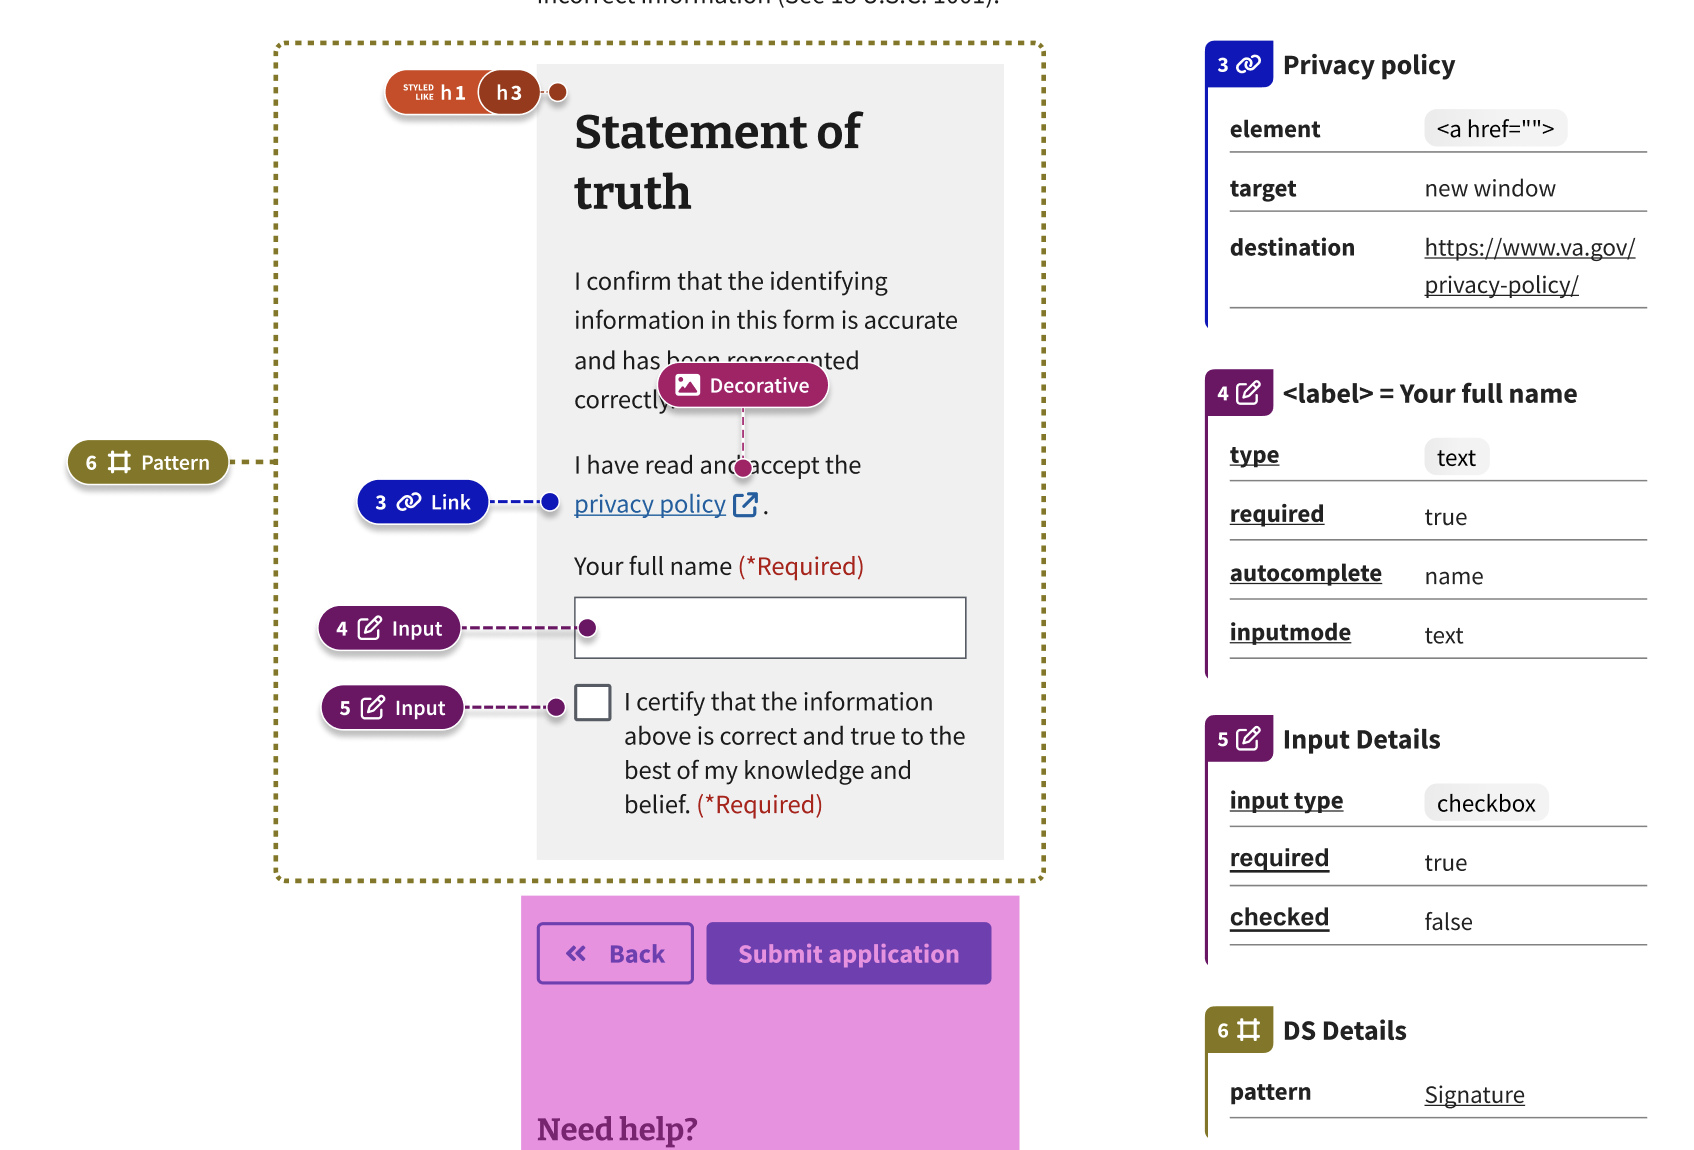 incorrect information (See 18 U.S.C. 1001).
STYLED LIKE h1 h3
Statement of
truth
I confirm that the identifying
information in this form is accurate
and has been represented
correctly.
Decorative
6 Pattern
I have read and accept the
3 Link
privacy policy .
Your full name (*Required)
4 Input
5 Input
I certify that the information
above is correct and true to the
best of my knowledge and
belief. (*Required)
Back
Submit application
Need help?
3 Privacy policy
element <a href="">
target new window
destination https://www.va.gov/
privacy-policy/
4 <label> = Your full name
type text
required true
autocomplete name
inputmode text
5 Input Details
input type checkbox
required true
checked false
6 DS Details
pattern Signature